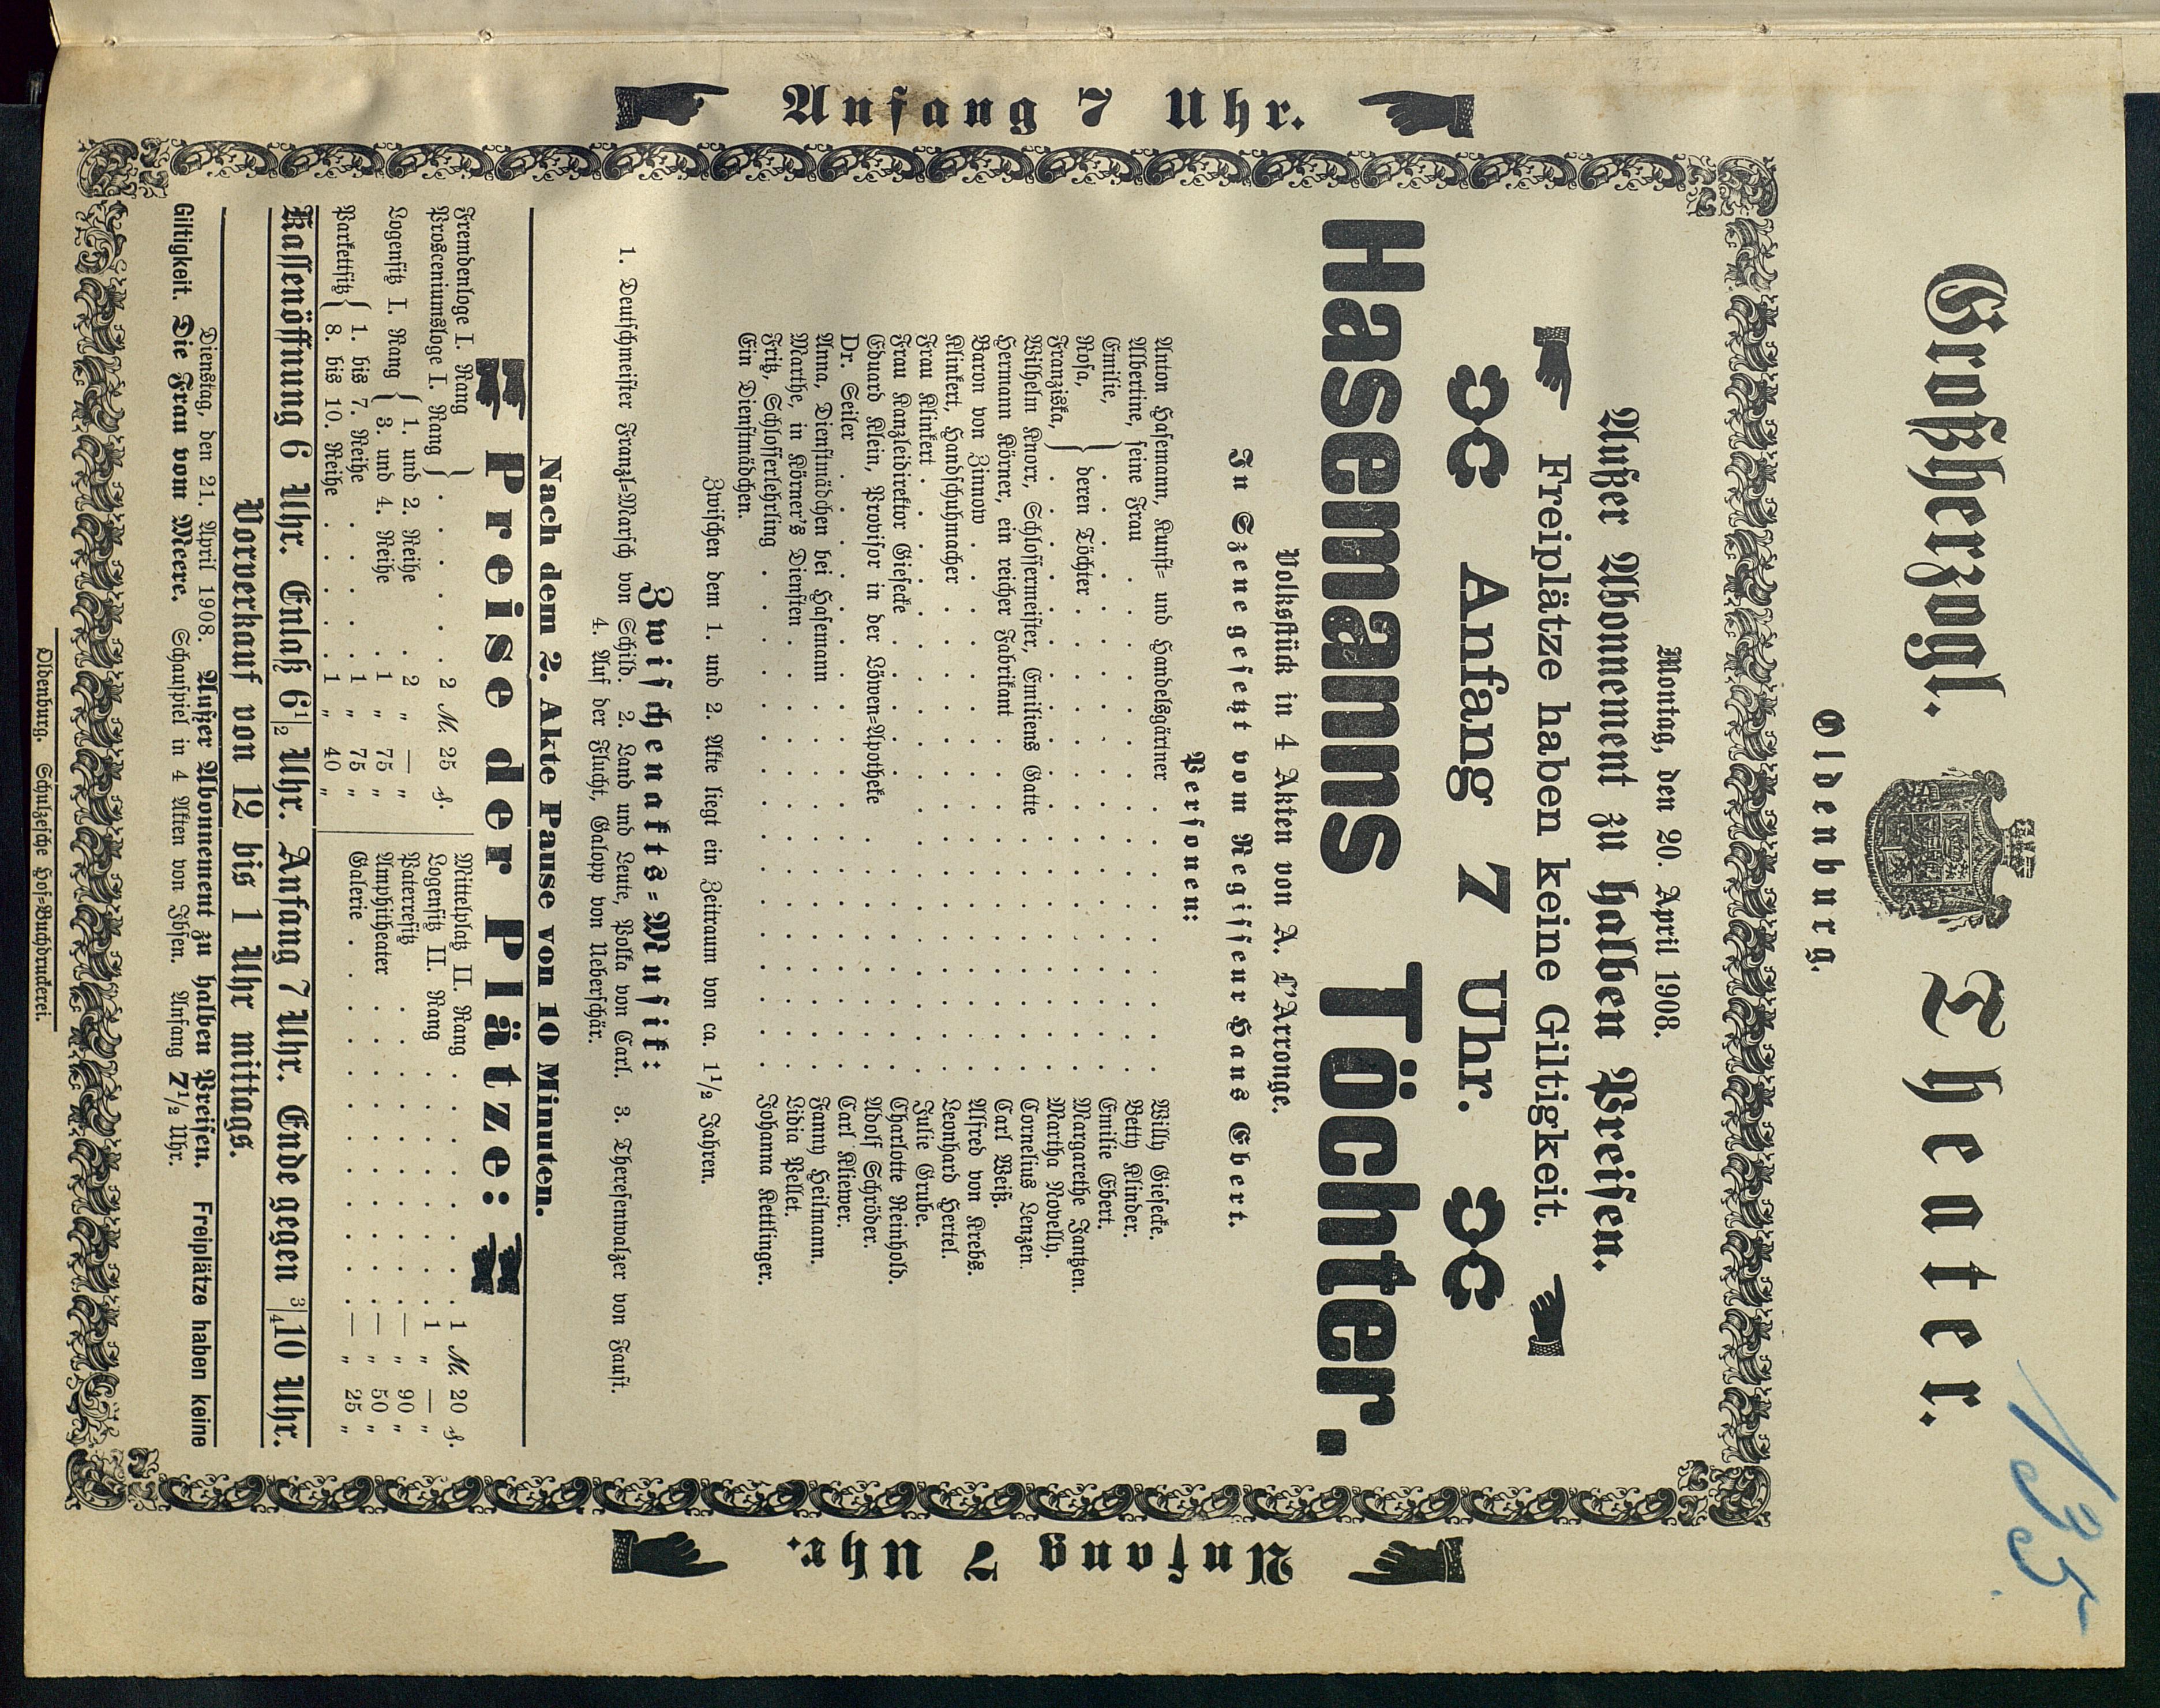 135.
Großherzogl. Theater.
Oldenburg.
Montag, den 20. April 1908.
Außer Abonnement zu halben Preisen.
Freiplätze haben keine Giltigkeit.
Anfang 7 Uhr.
Hasemanns Töchter.
Volksstück in 4 Akten von A. L'Arronge.
In Szene gesetzt vom Regisseur Hans Ebert.
Personen:
Anton Hasemann, Kunst- und Handelsgärtner . . . . . . Willy Giesecke.
Albertine, seine Frau . . . . . . Betty Klinder.
Emilie, . . . . . . Emilie Ebert.
Rosa, } deren Töchter . . . . . . Margarethe Jantzen.
Franziska, . . . . . . Martha Novelly.
Wilhelm Knorr, Schlossermeister, Emiliens Gatte . . . . . . Cornelius Lenzen.
Hermann Körner, ein reicher Fabrikant . . . . . . Carl Weiß.
Baron von Zinnow . . . . . . Alfred von Krebs.
Klinkert, Handschuhmacher . . . . . . Leonhard Hertel.
Frau Klinkert . . . . . . Julie Grube.
Frau Kanzleidirektor Giesecke . . . . . . Charlotte Reinhold.
Eduard Klein, Provisor in der Löwen-Apotheke . . . . . . Adolf Schröder.
Dr. Seiler . . . . . . Carl Kliewer.
Anna, Dienstmädchen bei Hasemann . . . . . . Fanny Heilmann.
Marthe, in Körner's Diensten . . . . . . Lidia Pellet.
Fritz, Schlosserlehrling . . . . . . Johanna Kettlinger.
Ein Dienstmädchen.
Zwischen dem 1. und 2. Akte liegt ein Zeitraum von ca. 1½ Jahren.
Zwischenakts-Musik:
1. Deutschmeister Franzl-Marsch von Schild. 2. Land und Leute, Polka von Carl. 3. Theresenwalzer von Faust.
4. Auf der Flucht, Galopp von Ueberschär.
Nach dem 2. Akte Pause von 10 Minuten.
Preise der Plätze:
Fremdenloge I. Rang
Prosceniumsloge I. Rang } . . . . . 2 M. 25 ₰.
Logensitz I. Rang { 1. und 2. Reihe . 2 „ — „
3. und 4. Reihe . 1 „ 75 „
Parkettsitz { 1. bis 7. Reihe . . . . 1 „ 75 „
8. bis 10. Reihe . . . . 1 „ 40 „
Mittelplatz II. Rang . . . . . 1 M. 20 ₰.
Logensitz II. Rang . . . . . 1 „ — „
Paterresitz . . . . . — „ 90 „
Amphitheater . . . . . — „ 50 „
Galerie . . . . . — „ 25 „
Kassenöffnung 6 Uhr. Einlaß 6½ Uhr. Anfang 7 Uhr. Ende gegen ¾10 Uhr.
Vorverkauf von 12 bis 1 Uhr mittags.
Dienstag, den 21. April 1908. Außer Abonnement zu halben Preisen. Freiplätze haben keine
Giltigkeit. Die Frau vom Meere. Schauspiel in 4 Akten von Ibsen. Anfang 7½ Uhr.
Oldenburg. Schulzesche Hof-Buchdruckerei.
Anfang 7 Uhr.
Anfang 7 Uhr.